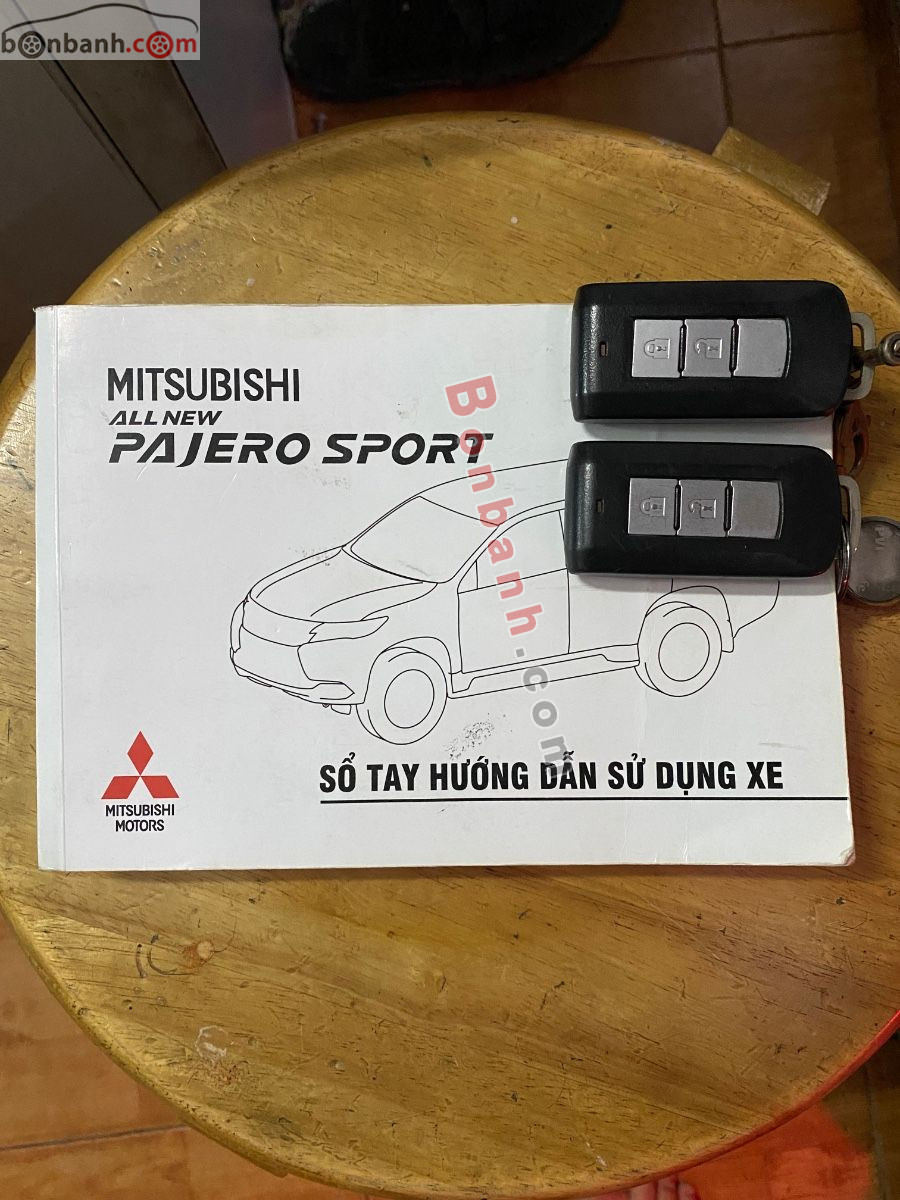 bonbanh.com
MITSUBISHI
ALL NEW
PAJERO SPORT
Bonbanh.com
SỔ TAY HƯỚNG DẪN SỬ DỤNG XE
MITSUBISHI
MOTORS